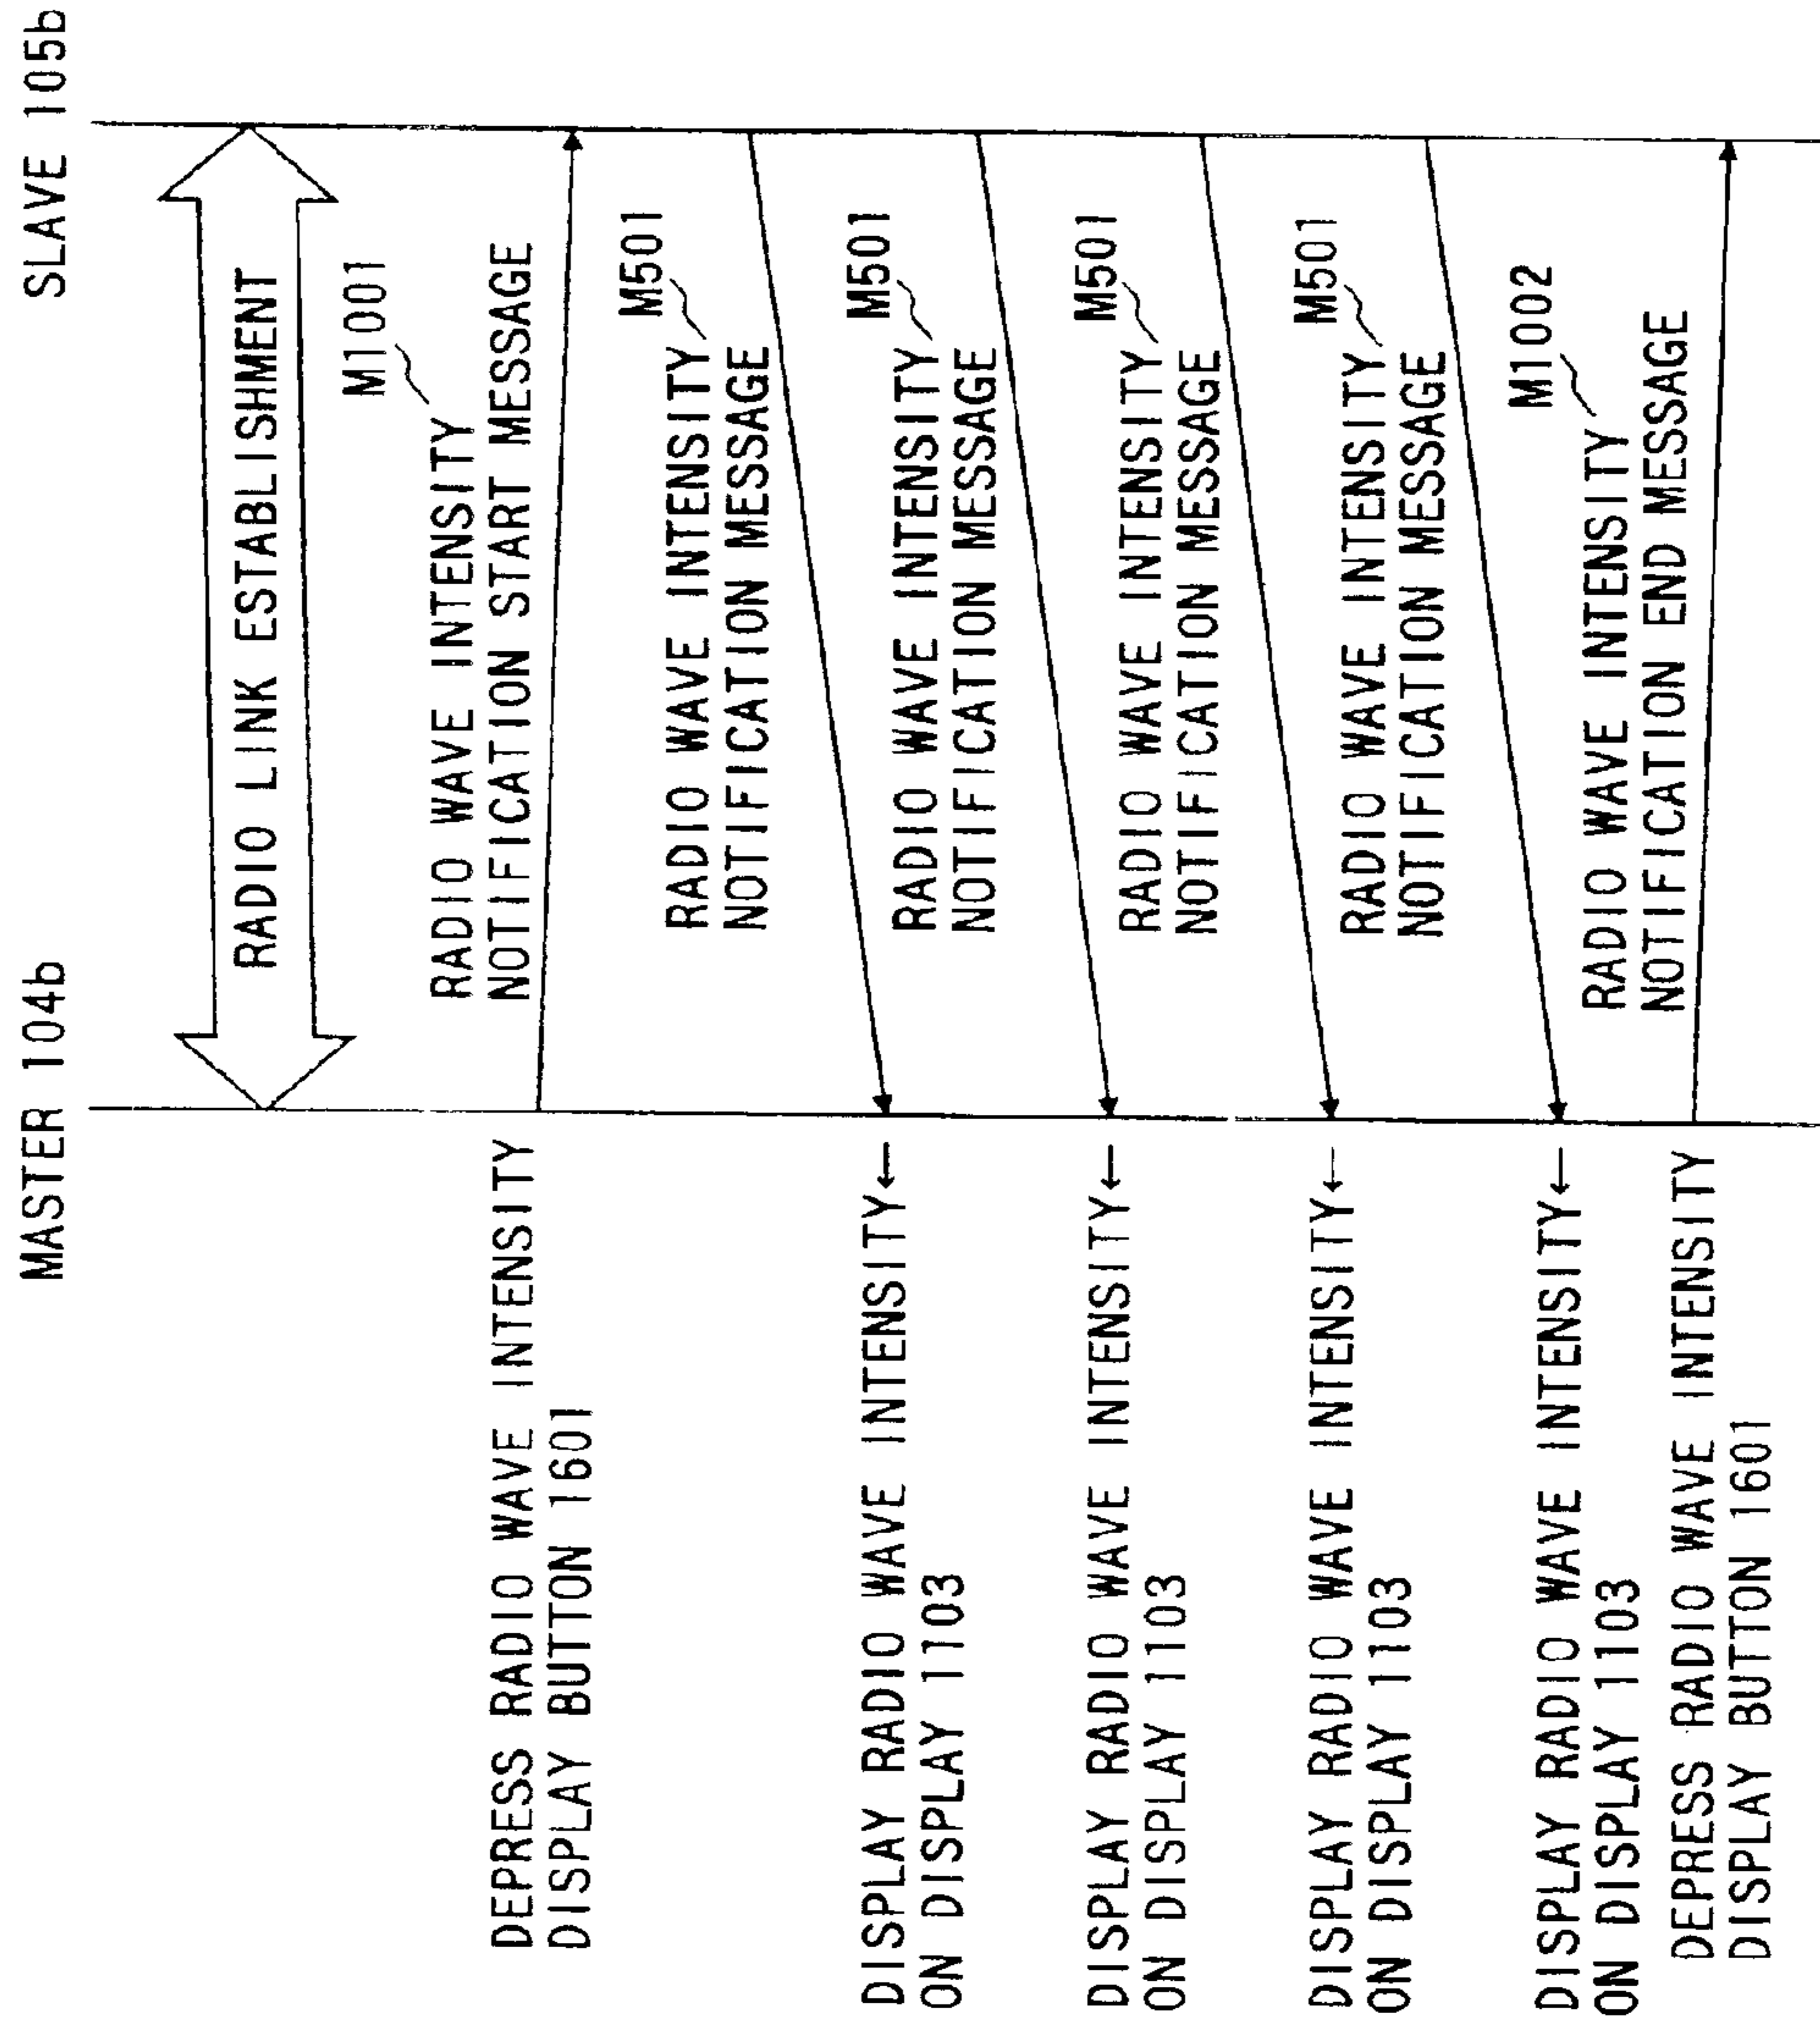 MASTER 104b
SLAVE 105b
RADIO LINK ESTABLISHMENT
M1001
RADIO WAVE INTENSITY
NOTIFICATION START MESSAGE
DEPRESS RADIO WAVE INTENSITY
DISPLAY BUTTON 1601
M501
RADIO WAVE INTENSITY
NOTIFICATION MESSAGE
DISPLAY RADIO WAVE INTENSITY
ON DISPLAY 1103
M501
RADIO WAVE INTENSITY
NOTIFICATION MESSAGE
DISPLAY RADIO WAVE INTENSITY
ON DISPLAY 1103
M501
RADIO WAVE INTENSITY
NOTIFICATION MESSAGE
DISPLAY RADIO WAVE INTENSITY
ON DISPLAY 1103
M501
RADIO WAVE INTENSITY
NOTIFICATION MESSAGE
DISPLAY RADIO WAVE INTENSITY
ON DISPLAY 1103
M1002
RADIO WAVE INTENSITY
NOTIFICATION END MESSAGE
DEPRESS RADIO WAVE INTENSITY
DISPLAY BUTTON 1601